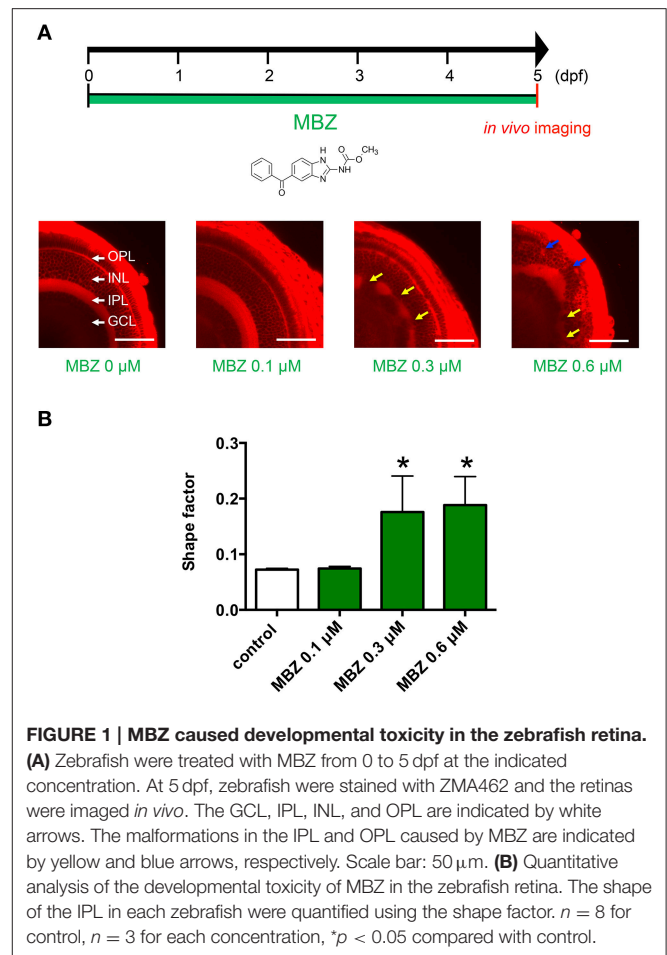 A
0 1 2 3 4 5 (dpf)
MBZ
in vivo imaging
H
N
N
O
NH
O
CH3
O
OPL
INL
IPL
GCL
MBZ 0 µM
MBZ 0.1 µM
MBZ 0.3 µM
MBZ 0.6 µM
B
Shape factor
0.3
0.2
0.1
0.0
*
*
control
MBZ 0.1 µM
MBZ 0.3 µM
MBZ 0.6 µM
FIGURE 1 | MBZ caused developmental toxicity in the zebrafish retina.
(A) Zebrafish were treated with MBZ from 0 to 5 dpf at the indicated
concentration. At 5 dpf, zebrafish were stained with ZMA462 and the retinas
were imaged in vivo. The GCL, IPL, INL, and OPL are indicated by white
arrows. The malformations in the IPL and OPL caused by MBZ are indicated
by yellow and blue arrows, respectively. Scale bar: 50 µm. (B) Quantitative
analysis of the developmental toxicity of MBZ in the zebrafish retina. The shape
of the IPL in each zebrafish were quantified using the shape factor. n = 8 for
control, n = 3 for each concentration, *p < 0.05 compared with control.